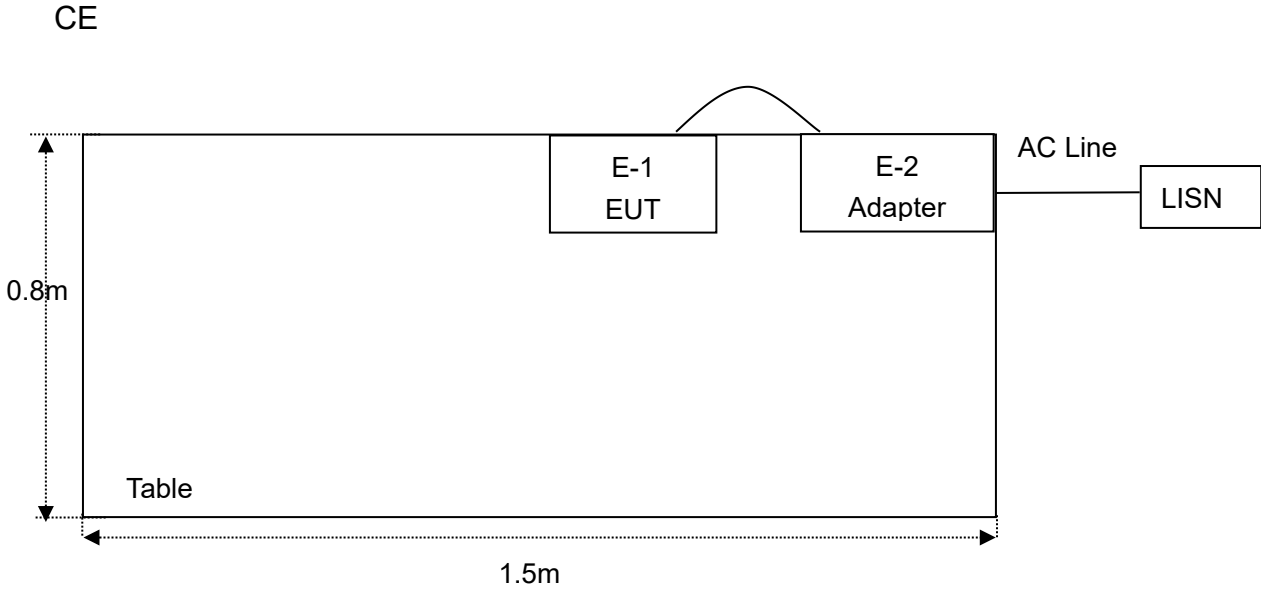 CE
E-1
EUT
E-2
Adapter
AC Line
LISN
0.8m
Table
1.5m